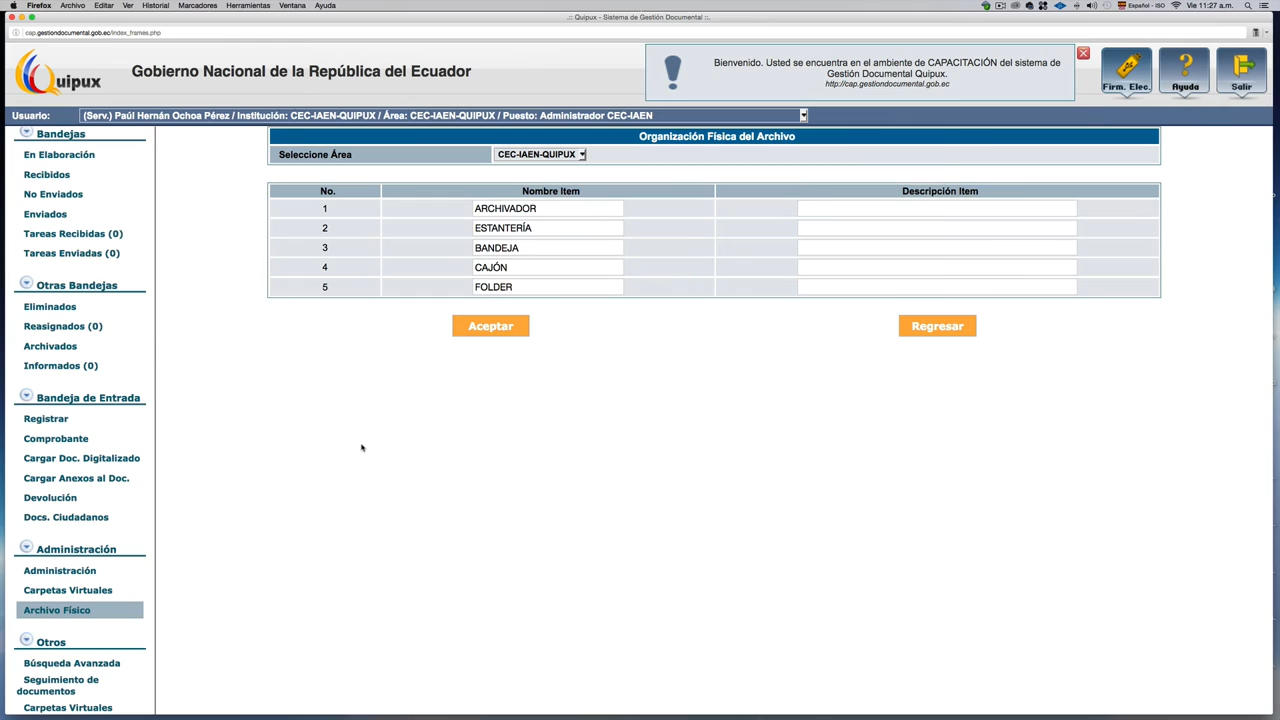 Firefox Archivo Editar Ver Historial Marcadores Herramientas Ventana Ayuda Español - ISO Vie 11:27 a.m.
.:: Quipux - Sistema de Gestión Documental ::.
cap.gestiondocumental.gob.ec/index_frames.php
Quipux
Gobierno Nacional de la República del Ecuador
Bienvenido. Usted se encuentra en el ambiente de CAPACITACIÓN del sistema de
Gestión Documental Quipux.
http://cap.gestiondocumental.gob.ec
Firm. Elec. Ayuda Salir
Usuario: (Serv.) Paúl Hernán Ochoa Pérez / Institución: CEC-IAEN-QUIPUX / Área: CEC-IAEN-QUIPUX / Puesto: Administrador CEC-IAEN
Bandejas
En Elaboración
Recibidos
No Enviados
Enviados
Tareas Recibidas (0)
Tareas Enviadas (0)
Otras Bandejas
Eliminados
Reasignados (0)
Archivados
Informados (0)
Bandeja de Entrada
Registrar
Comprobante
Cargar Doc. Digitalizado
Cargar Anexos al Doc.
Devolución
Docs. Ciudadanos
Administración
Administración
Carpetas Virtuales
Archivo Físico
Otros
Búsqueda Avanzada
Seguimiento de
documentos
Carpetas Virtuales
Organización Física del Archivo
Seleccione Área CEC-IAEN-QUIPUX
No. Nombre Item Descripción Item
1 ARCHIVADOR
2 ESTANTERÍA
3 BANDEJA
4 CAJÓN
5 FOLDER
Aceptar Regresar